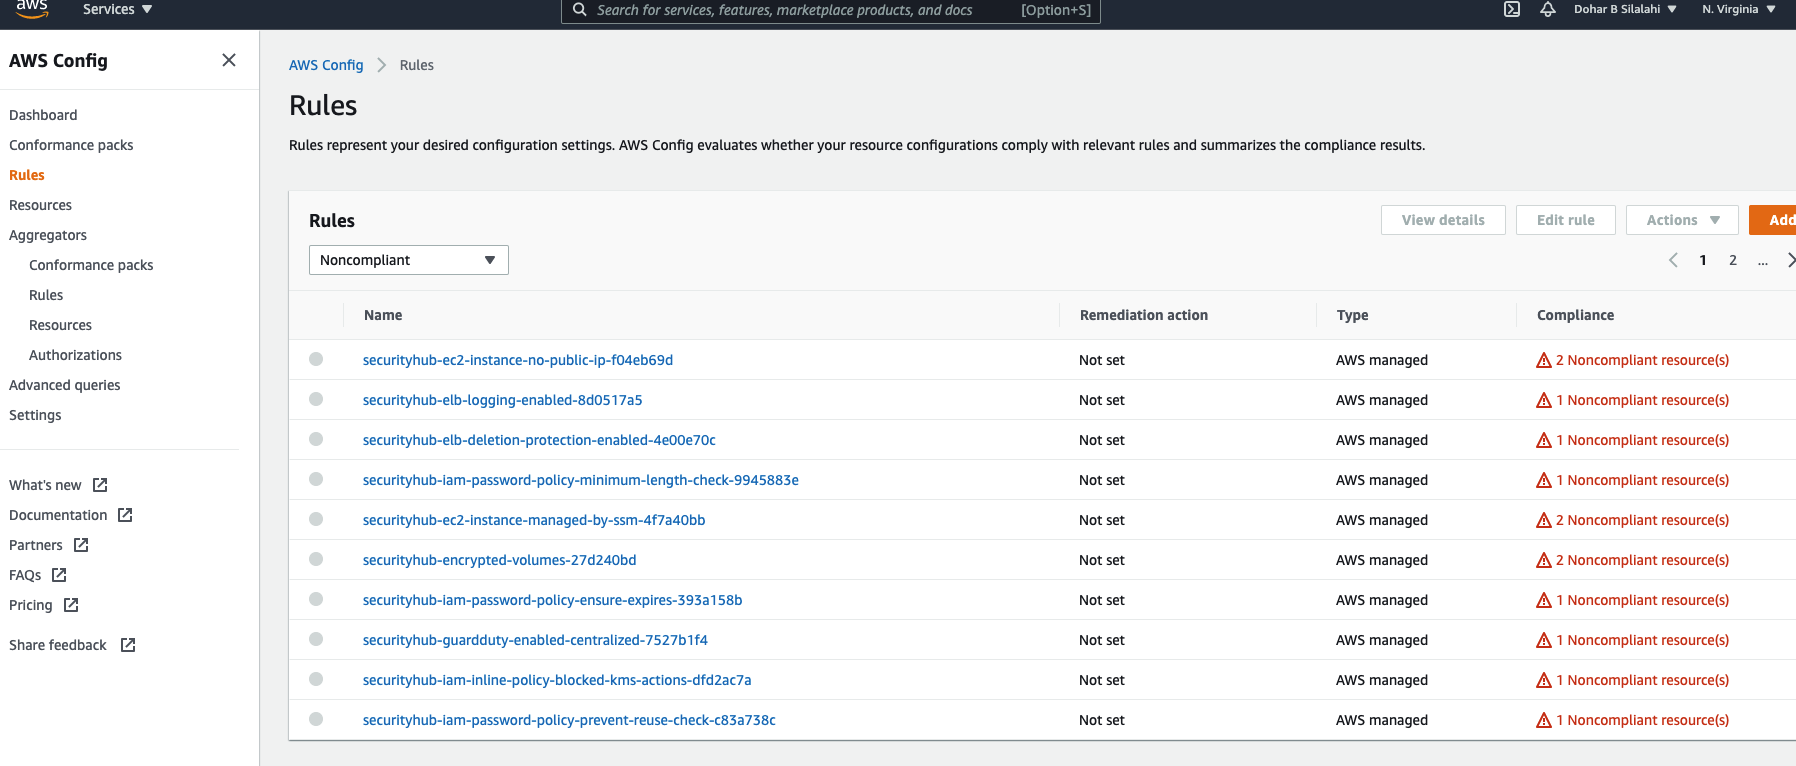 aws
Services
Search for services, features, marketplace products, and docs
[Option+S]
Dohar B Silalahi
N. Virginia
AWS Config
Dashboard
Conformance packs
Rules
Resources
Aggregators
Conformance packs
Rules
Resources
Authorizations
Advanced queries
Settings
What's new
Documentation
Partners
FAQs
Pricing
Share feedback
AWS Config Rules
Rules
Rules represent your desired configuration settings. AWS Config evaluates whether your resource configurations comply with relevant rules and summarizes the compliance results.
Rules
View details
Edit rule
Actions
Add
Noncompliant
1 2 ...
Name Remediation action Type Compliance
securityhub-ec2-instance-no-public-ip-f04eb69d Not set AWS managed 2 Noncompliant resource(s)
securityhub-elb-logging-enabled-8d0517a5 Not set AWS managed 1 Noncompliant resource(s)
securityhub-elb-deletion-protection-enabled-4e00e70c Not set AWS managed 1 Noncompliant resource(s)
securityhub-iam-password-policy-minimum-length-check-9945883e Not set AWS managed 1 Noncompliant resource(s)
securityhub-ec2-instance-managed-by-ssm-4f7a40bb Not set AWS managed 2 Noncompliant resource(s)
securityhub-encrypted-volumes-27d240bd Not set AWS managed 2 Noncompliant resource(s)
securityhub-iam-password-policy-ensure-expires-393a158b Not set AWS managed 1 Noncompliant resource(s)
securityhub-guardduty-enabled-centralized-7527b1f4 Not set AWS managed 1 Noncompliant resource(s)
securityhub-iam-inline-policy-blocked-kms-actions-dfd2ac7a Not set AWS managed 1 Noncompliant resource(s)
securityhub-iam-password-policy-prevent-reuse-check-c83a738c Not set AWS managed 1 Noncompliant resource(s)